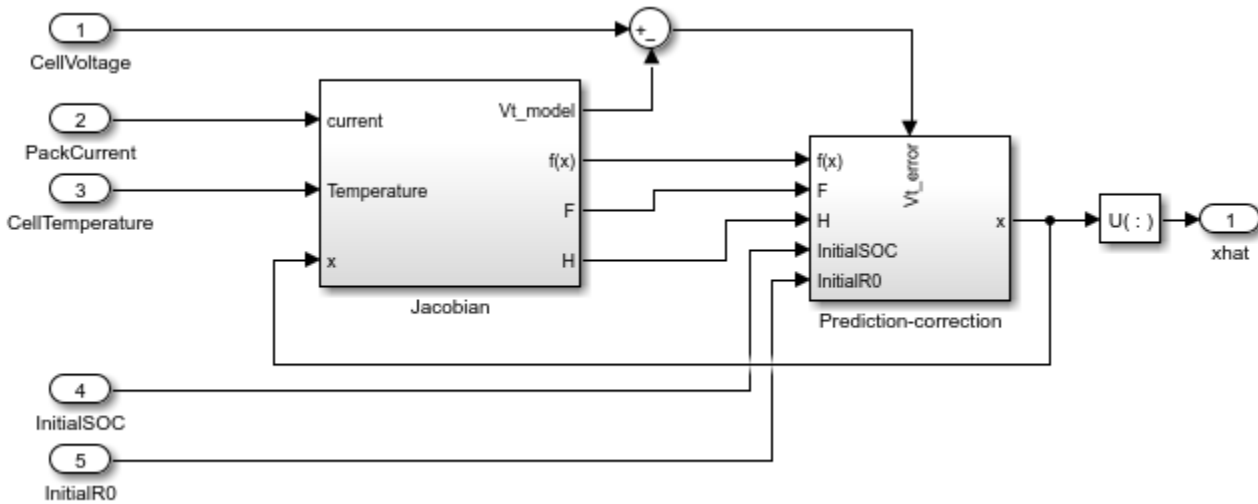 1
CellVoltage
+
-
2
PackCurrent
3
CellTemperature
current
Temperature
x
Vt_model
f(x)
F
H
Jacobian
Vt_error
f(x)
F
H
InitialSOC
InitialR0
x
Prediction-correction
U( : )
1
xhat
4
InitialSOC
5
InitialR0